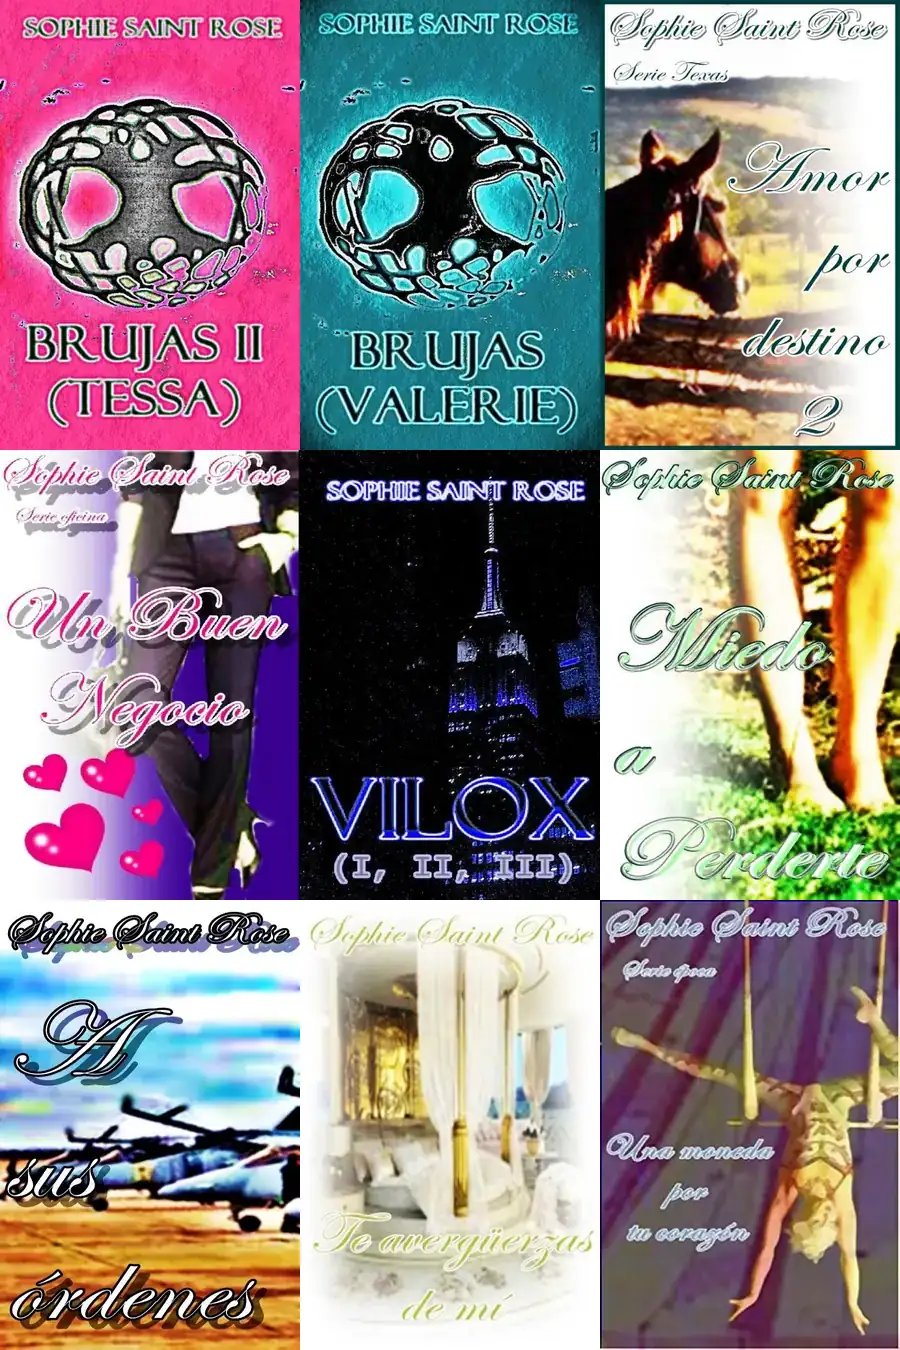 SOPHIE SAINT ROSE
BRUJAS II
(TESSA)
SOPHIE SAINT ROSE
BRUJAS
(VALERIE)
Sophie Saint Rose
Serie Texas
Amor
por
destino
2
Sophie Saint Rose
Serie oficina
Un Buen
Negocio
SOPHIE SAINT ROSE
VILOX
(I, II, III)
Sophie Saint Rose
Miedo
a
Perderte
Sophie Saint Rose
A
sus
órdenes
Sophie Saint Rose
Te avergüerzas
de mí
Sophie Saint Rose
Serie época
Una moneda
por
tu corazón